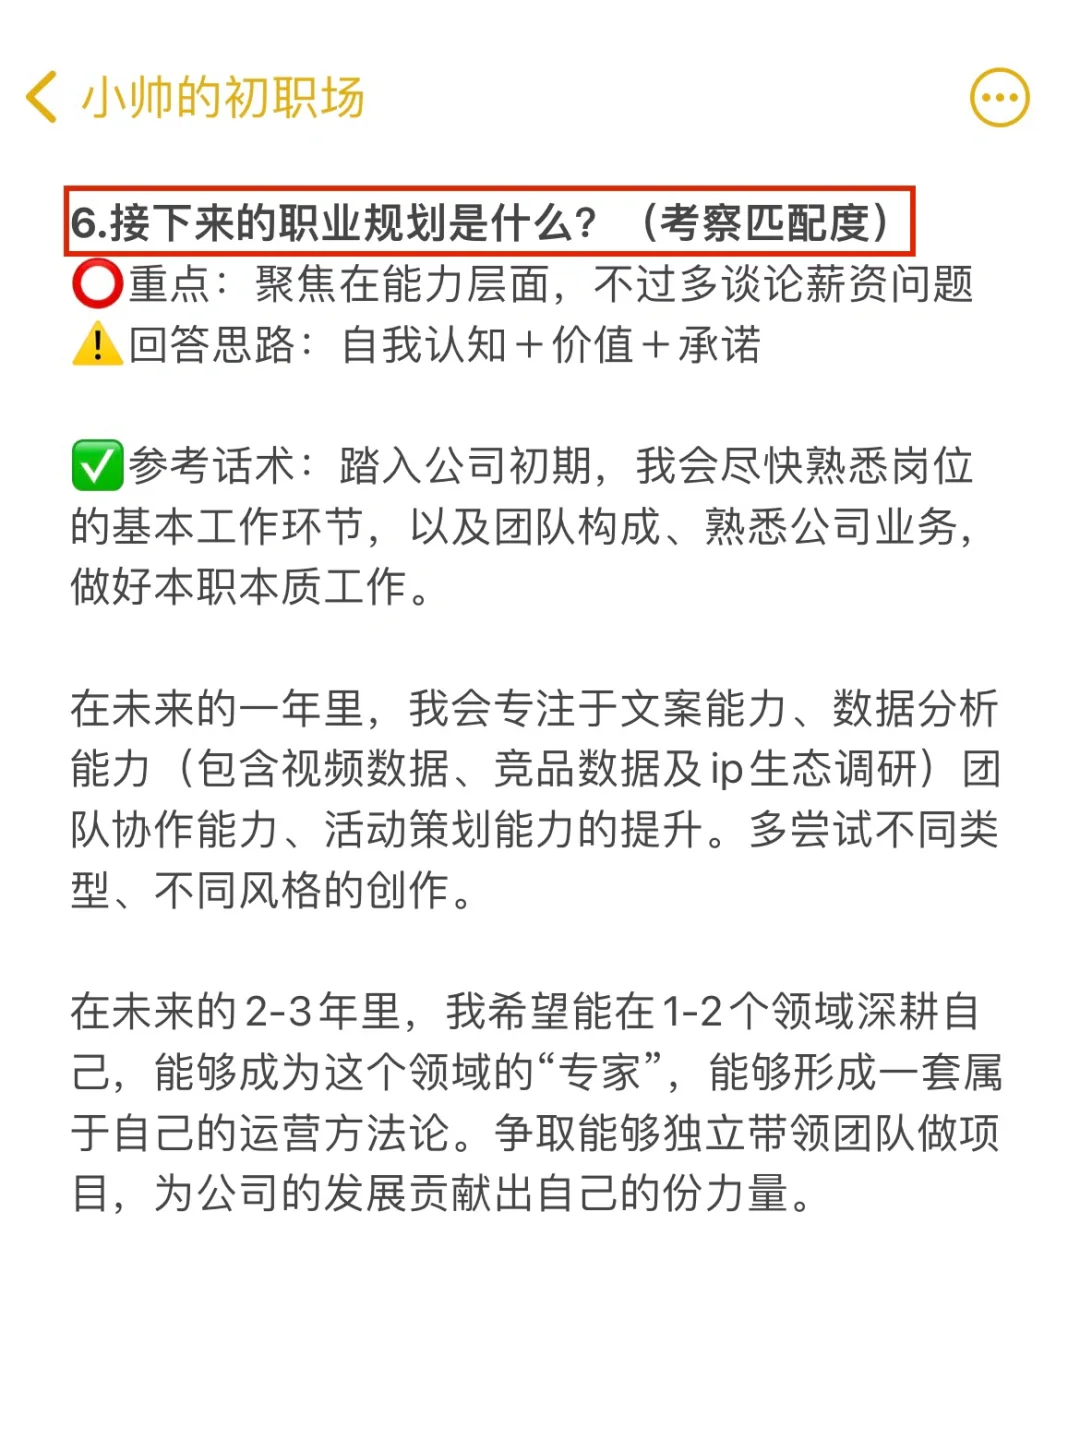 小帅的初职场
6.接下来的职业规划是什么？（考察匹配度）
⭕重点：聚焦在能力层面，不过多谈论薪资问题
⚠️回答思路：自我认知＋价值＋承诺
✅参考话术：踏入公司初期，我会尽快熟悉岗位
的基本工作环节，以及团队构成、熟悉公司业务，
做好本职本质工作。
在未来的一年里，我会专注于文案能力、数据分析
能力（包含视频数据、竞品数据及ip生态调研）团
队协作能力、活动策划能力的提升。多尝试不同类
型、不同风格的创作。
在未来的2-3年里，我希望能在1-2个领域深耕自
己，能够成为这个领域的“专家”，能够形成一套属
于自己的运营方法论。争取能够独立带领团队做项
目，为公司的发展贡献出自己的份力量。